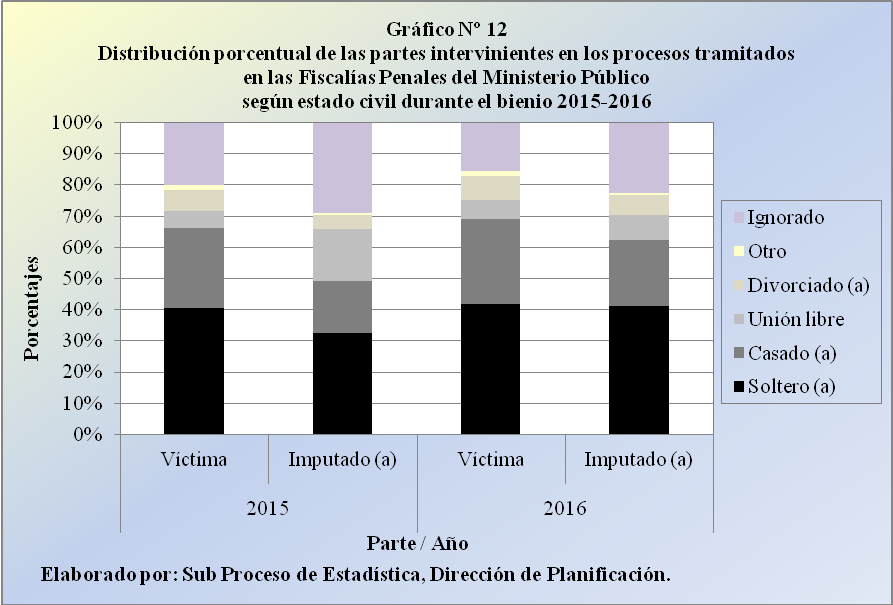 Gráfico Nº 12
Distribución porcentual de las partes intervinientes en los procesos tramitados
en las Fiscalías Penales del Ministerio Público
según estado civil durante el bienio 2015-2016
Porcentajes
100%
90%
80%
70%
60%
50%
40%
30%
20%
10%
0%
Víctima
Imputado (a)
Víctima
Imputado (a)
2015
2016
Parte / Año
Ignorado
Otro
Divorciado (a)
Unión libre
Casado (a)
Soltero (a)
Elaborado por: Sub Proceso de Estadística, Dirección de Planificación.